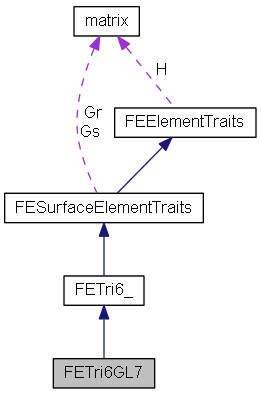 matrix
H
Gr
Gs
FEElementTraits
FESurfaceElementTraits
FETri6_
FETri6GL7